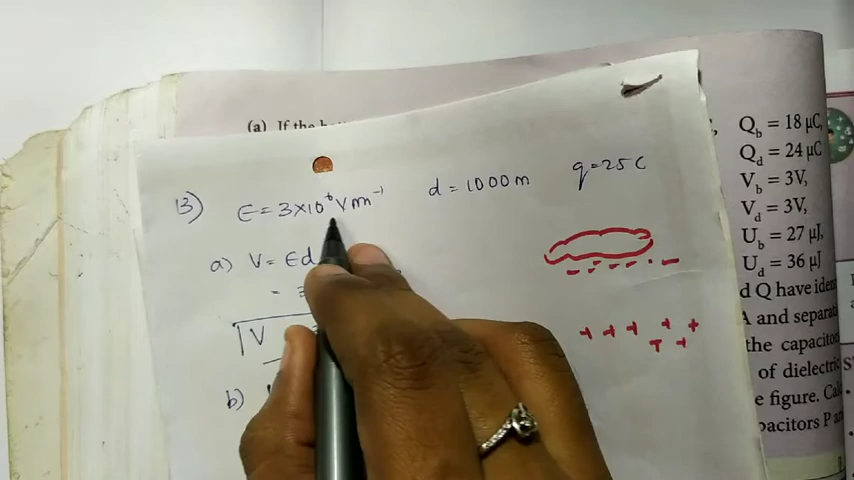 (a) If the
13) E = 3×10⁶ V m⁻¹ d = 1000 m q = 25 C
a) V = Ed
=
V
b)
Q_b = 18 µC,
Q_d = 24 µC
V_b = 3V,
V_d = 3V,
U_b = 27 µJ,
U_d = 36 µJ
d Q have iden
A and separat
the capacitor
of dielectric
e figure. Cal
pacitors P an